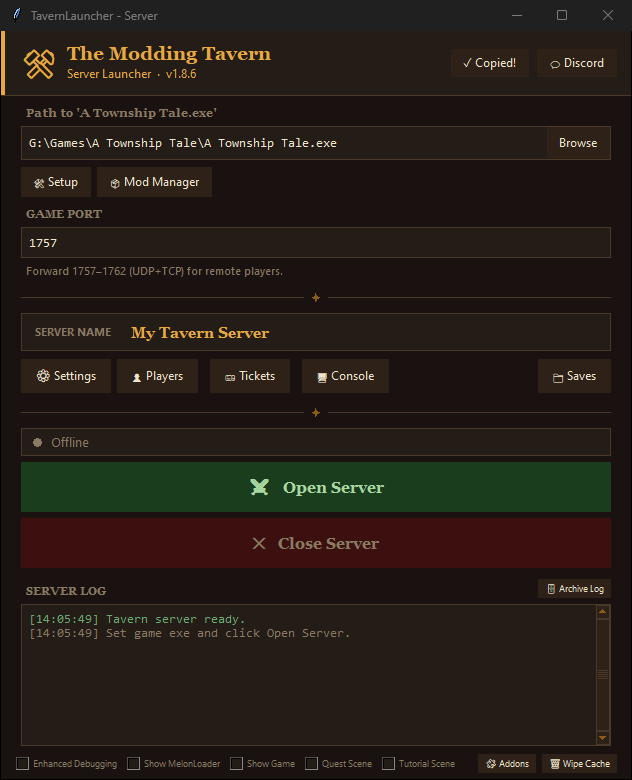 TavernLauncher - Server
The Modding Tavern
Server Launcher · v1.8.6
✓ Copied!
Discord
Path to 'A Township Tale.exe'
G:\Games\A Township Tale\A Township Tale.exe
Browse
Setup
Mod Manager
GAME PORT
1757
Forward 1757–1762 (UDP+TCP) for remote players.
SERVER NAME
My Tavern Server
Settings
Players
Tickets
Console
Saves
Offline
Open Server
Close Server
SERVER LOG
Archive Log
[14:05:49] Tavern server ready.
[14:05:49] Set game exe and click Open Server.
Enhanced Debugging
Show MelonLoader
Show Game
Quest Scene
Tutorial Scene
Addons
Wipe Cache